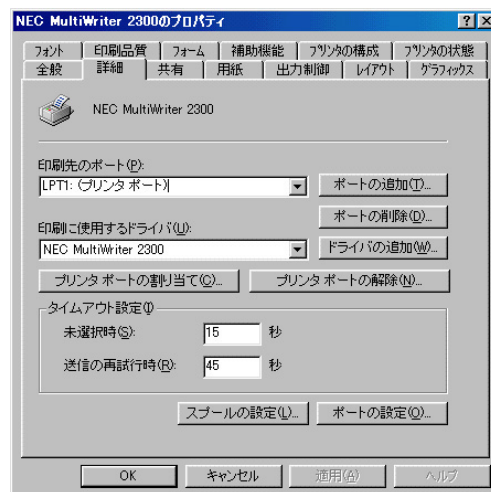 NEC MultiWriter 2300のプロパティ
フォント 印刷品質 フォーム 補助機能 プリンタの構成 プリンタの状態
全般 詳細 共有 用紙 出力制御 レイアウト グラフィックス
NEC MultiWriter 2300
印刷先のポート(P):
LPT1: (プリンタ ポート) ポートの追加(T)...
ポートの削除(D)...
印刷に使用するドライバ(U):
NEC MultiWriter 2300 ドライバの追加(W)...
プリンタ ポートの割り当て(C)... プリンタ ポートの解除(N)...
タイムアウト設定(I)
未選択時(S): 15 秒
送信の再試行時(R): 45 秒
スプールの設定(L)... ポートの設定(O)...
OK キャンセル 適用(A) ヘルプ